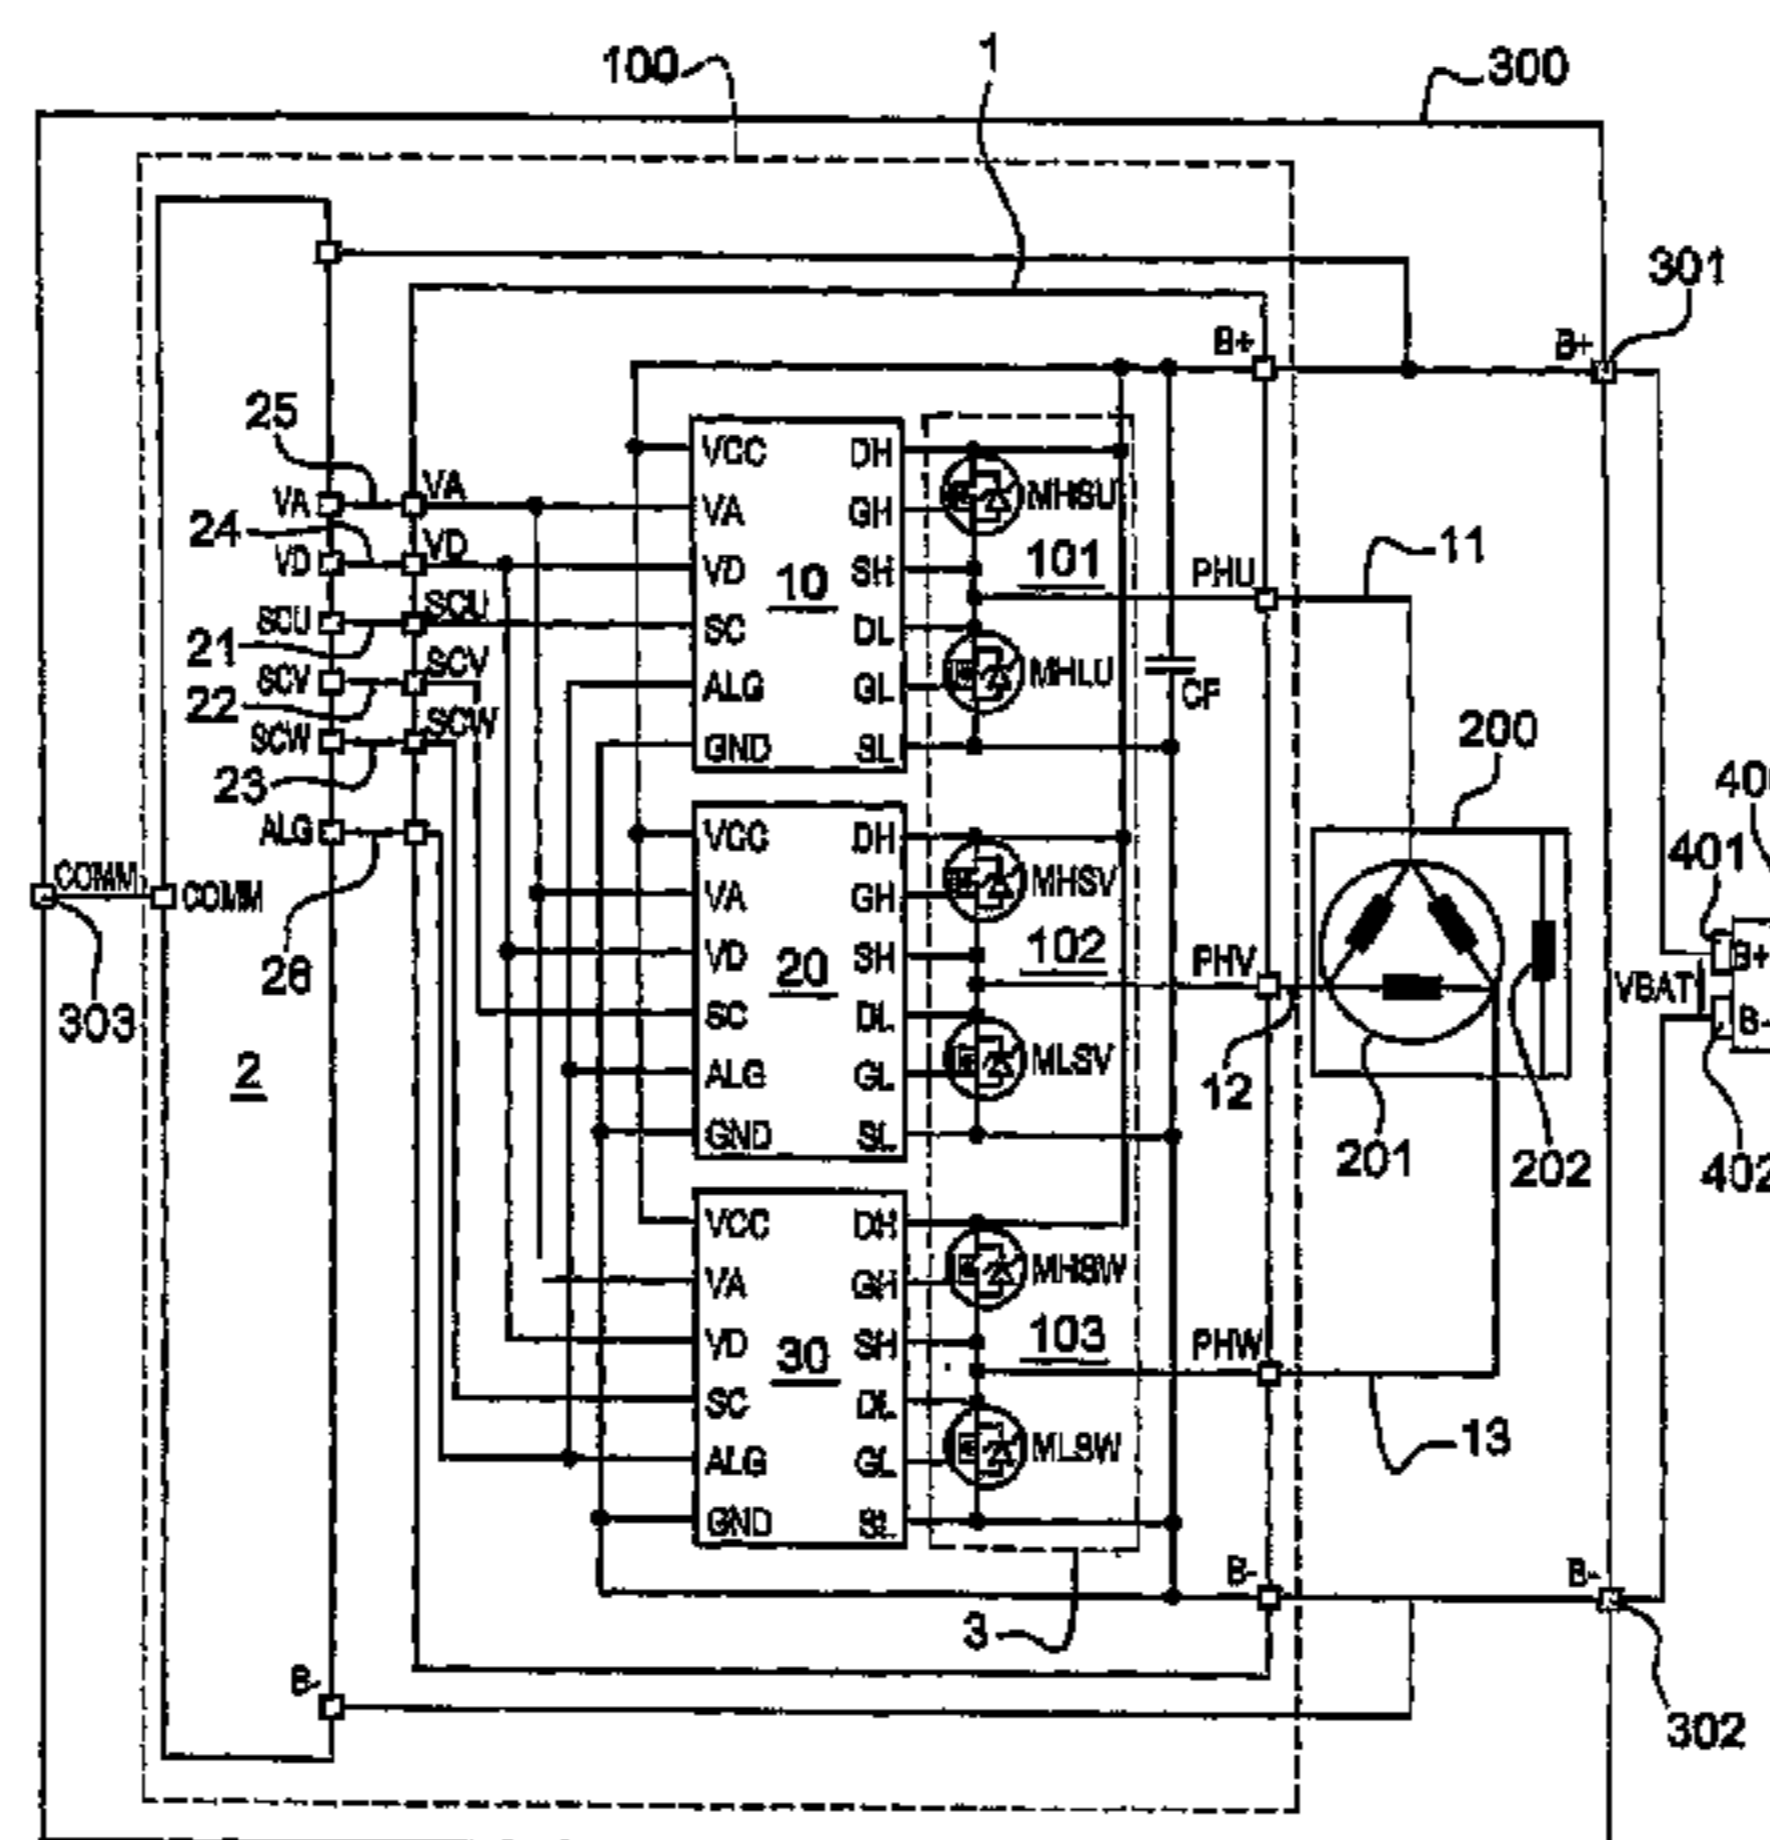 100
1
300
301
B+
B+
25
VA
VA
24
VD
VD
SCU
SCU
21
SCV
SCV
22
SCW
SCW
23
ALG
26
COMM
COMM
303
2
VCC
VA
VD
SC
ALG
GND
10
DH
GH
SH
DL
GL
SL
MHSU
101
MHLU
CF
PHU
11
VCC
VA
VD
SC
ALG
GND
20
DH
GH
SH
DL
GL
SL
MHSV
102
MLSV
PHV
12
200
201
202
401
B+
VBAT
B-
VCC
VA
VD
SC
ALG
GND
30
DH
GH
SH
DL
GL
SL
MHSW
103
MLSW
PHW
13
B-
B-
3
B-
302